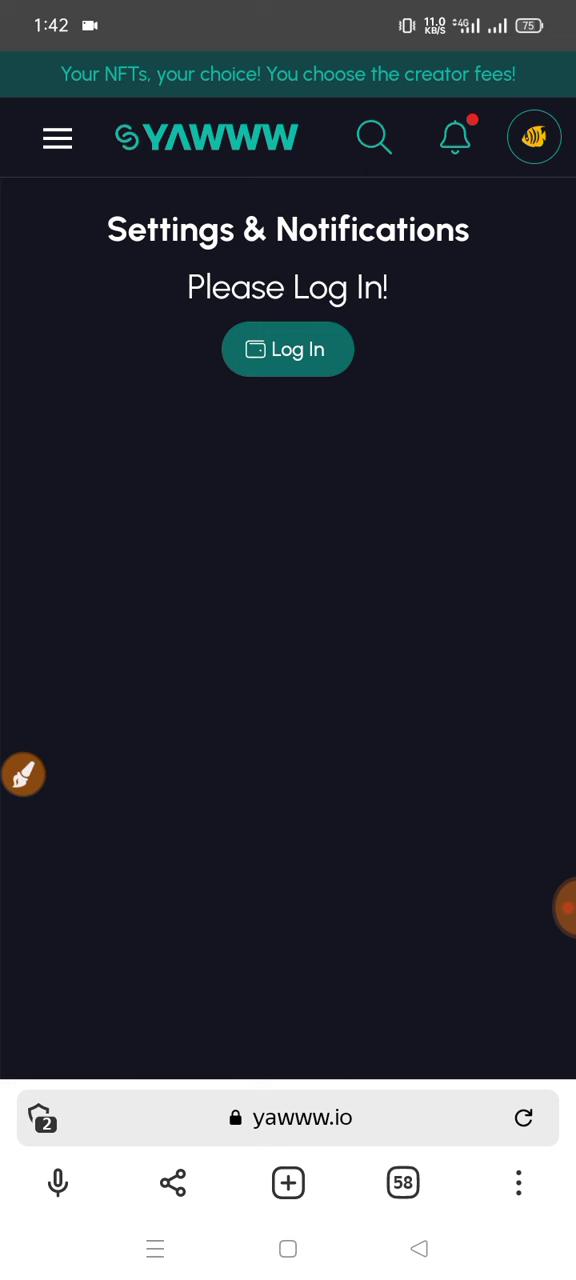 1:42
11.0
KB/S
4G
75
Your NFTs, your choice! You choose the creator fees!
YAWWW
Settings & Notifications
Please Log In!
Log In
2
yawww.io
58